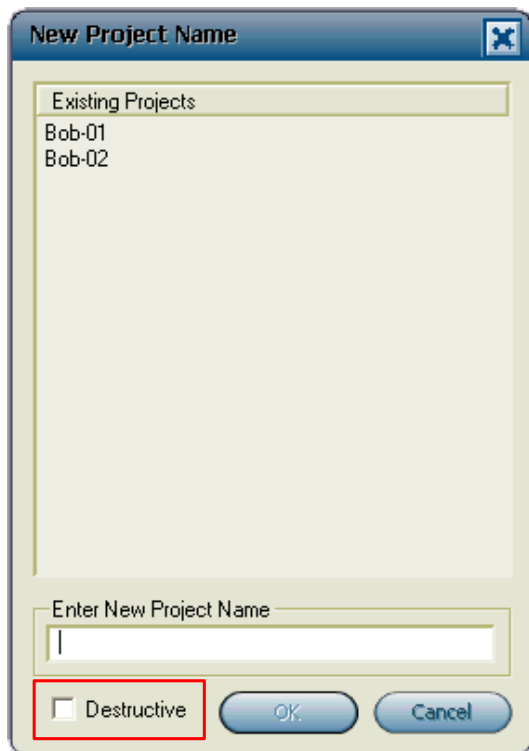 New Project Name
Existing Projects
Bob-01
Bob-02
Enter New Project Name
Destructive
OK
Cancel